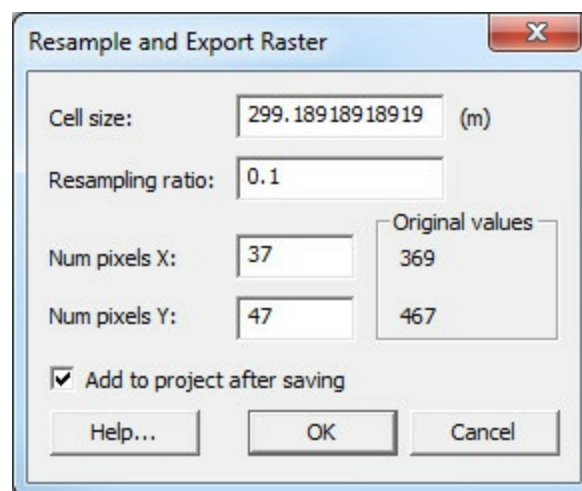 Resample and Export Raster
Cell size: 299.18918918919 (m)
Resampling ratio: 0.1
Original values
Num pixels X: 37 369
Num pixels Y: 47 467
Add to project after saving
Help... OK Cancel